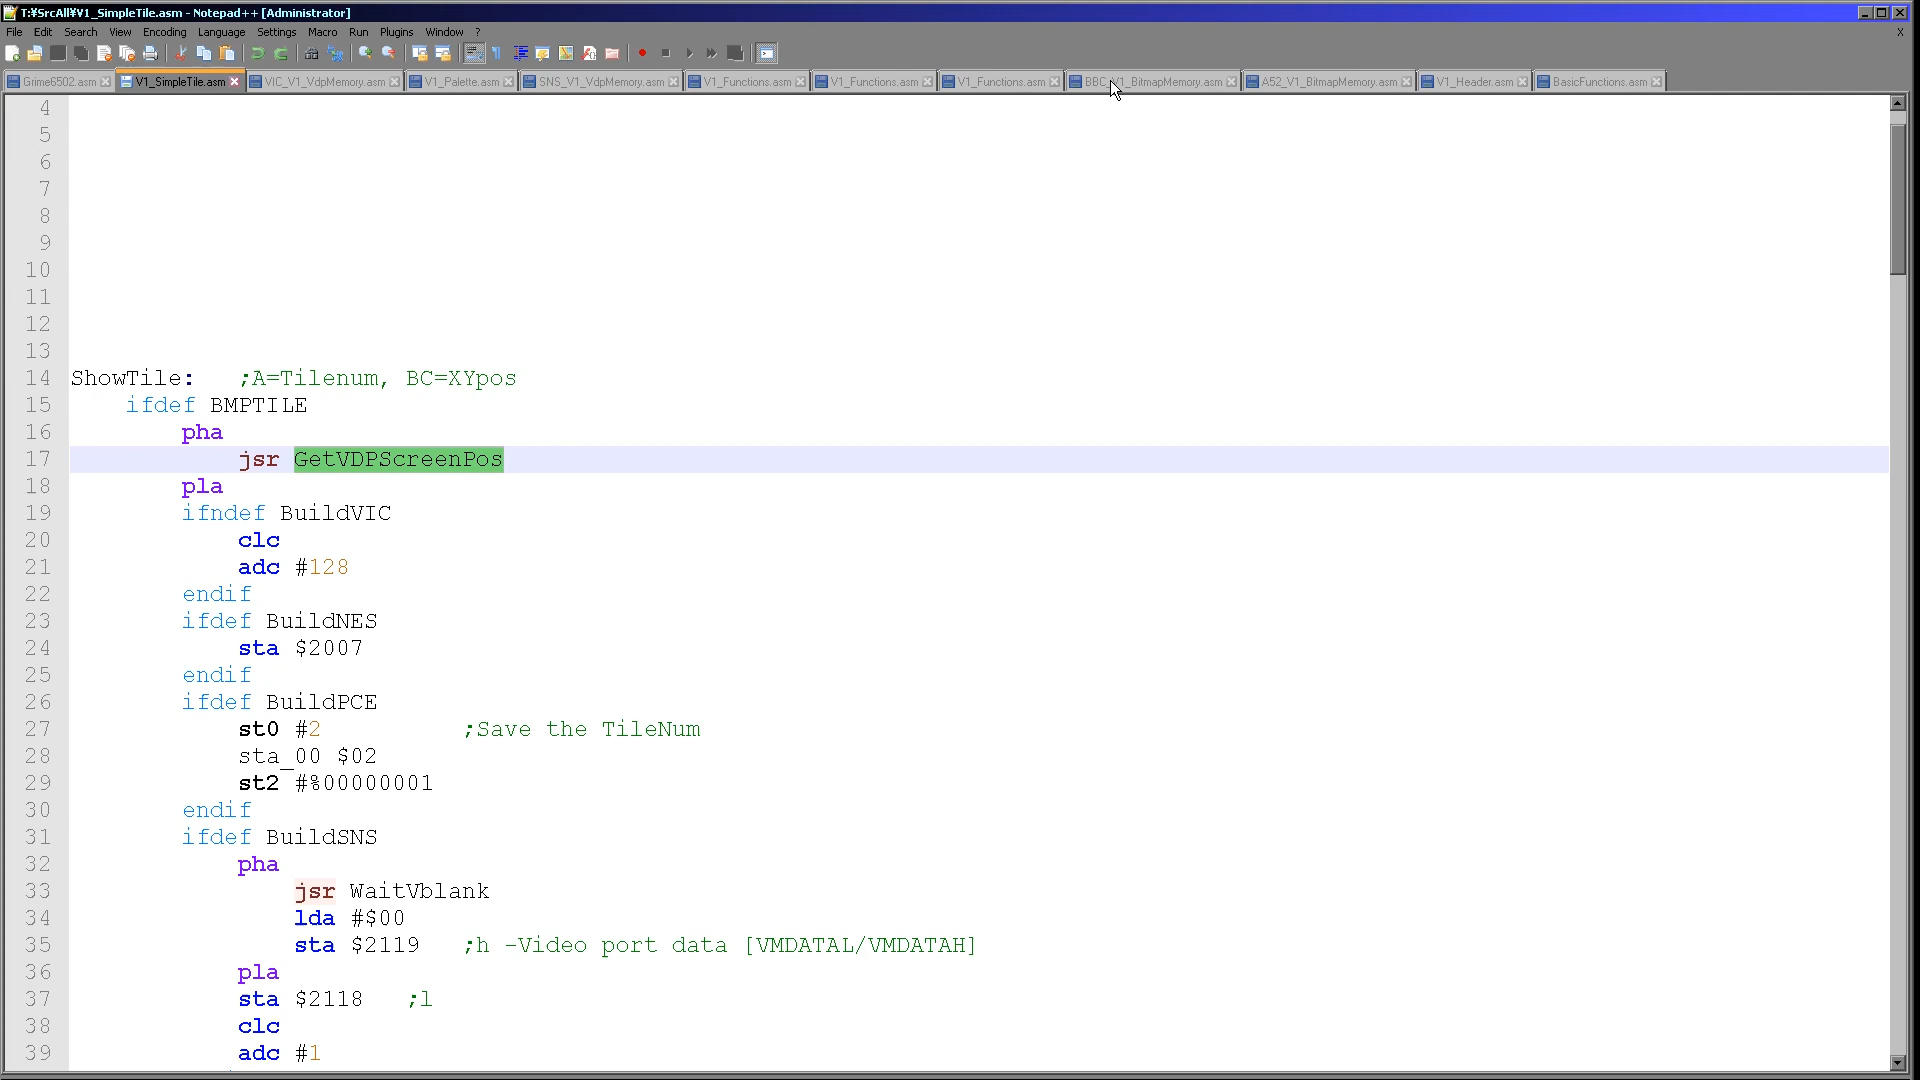 T:¥SrcAll¥V1_SimpleTile.asm - Notepad++ [Administrator]
File Edit Search View Encoding Language Settings Macro Run Plugins Window ? X
Grime6502.asm V1_SimpleTile.asm VIC_V1_VdpMemory.asm V1_Palette.asm SNS_V1_VdpMemory.asm V1_Functions.asm V1_Functions.asm V1_Functions.asm BBC_V1_BitmapMemory.asm A52_V1_BitmapMemory.asm V1_Header.asm BasicFunctions.asm
4
5
6
7
8
9
10
11
12
13
14 ShowTile: ;A=Tilenum, BC=XYpos
15 ifdef BMPTILE
16 pha
17 jsr GetVDPScreenPos
18 pla
19 ifndef BuildVIC
20 clc
21 adc #128
22 endif
23 ifdef BuildNES
24 sta $2007
25 endif
26 ifdef BuildPCE
27 st0 #2 ;Save the TileNum
28 sta_00 $02
29 st2 #%00000001
30 endif
31 ifdef BuildSNS
32 pha
33 jsr WaitVblank
34 lda #$00
35 sta $2119 ;h -Video port data [VMDATAL/VMDATAH]
36 pla
37 sta $2118 ;l
38 clc
39 adc #1